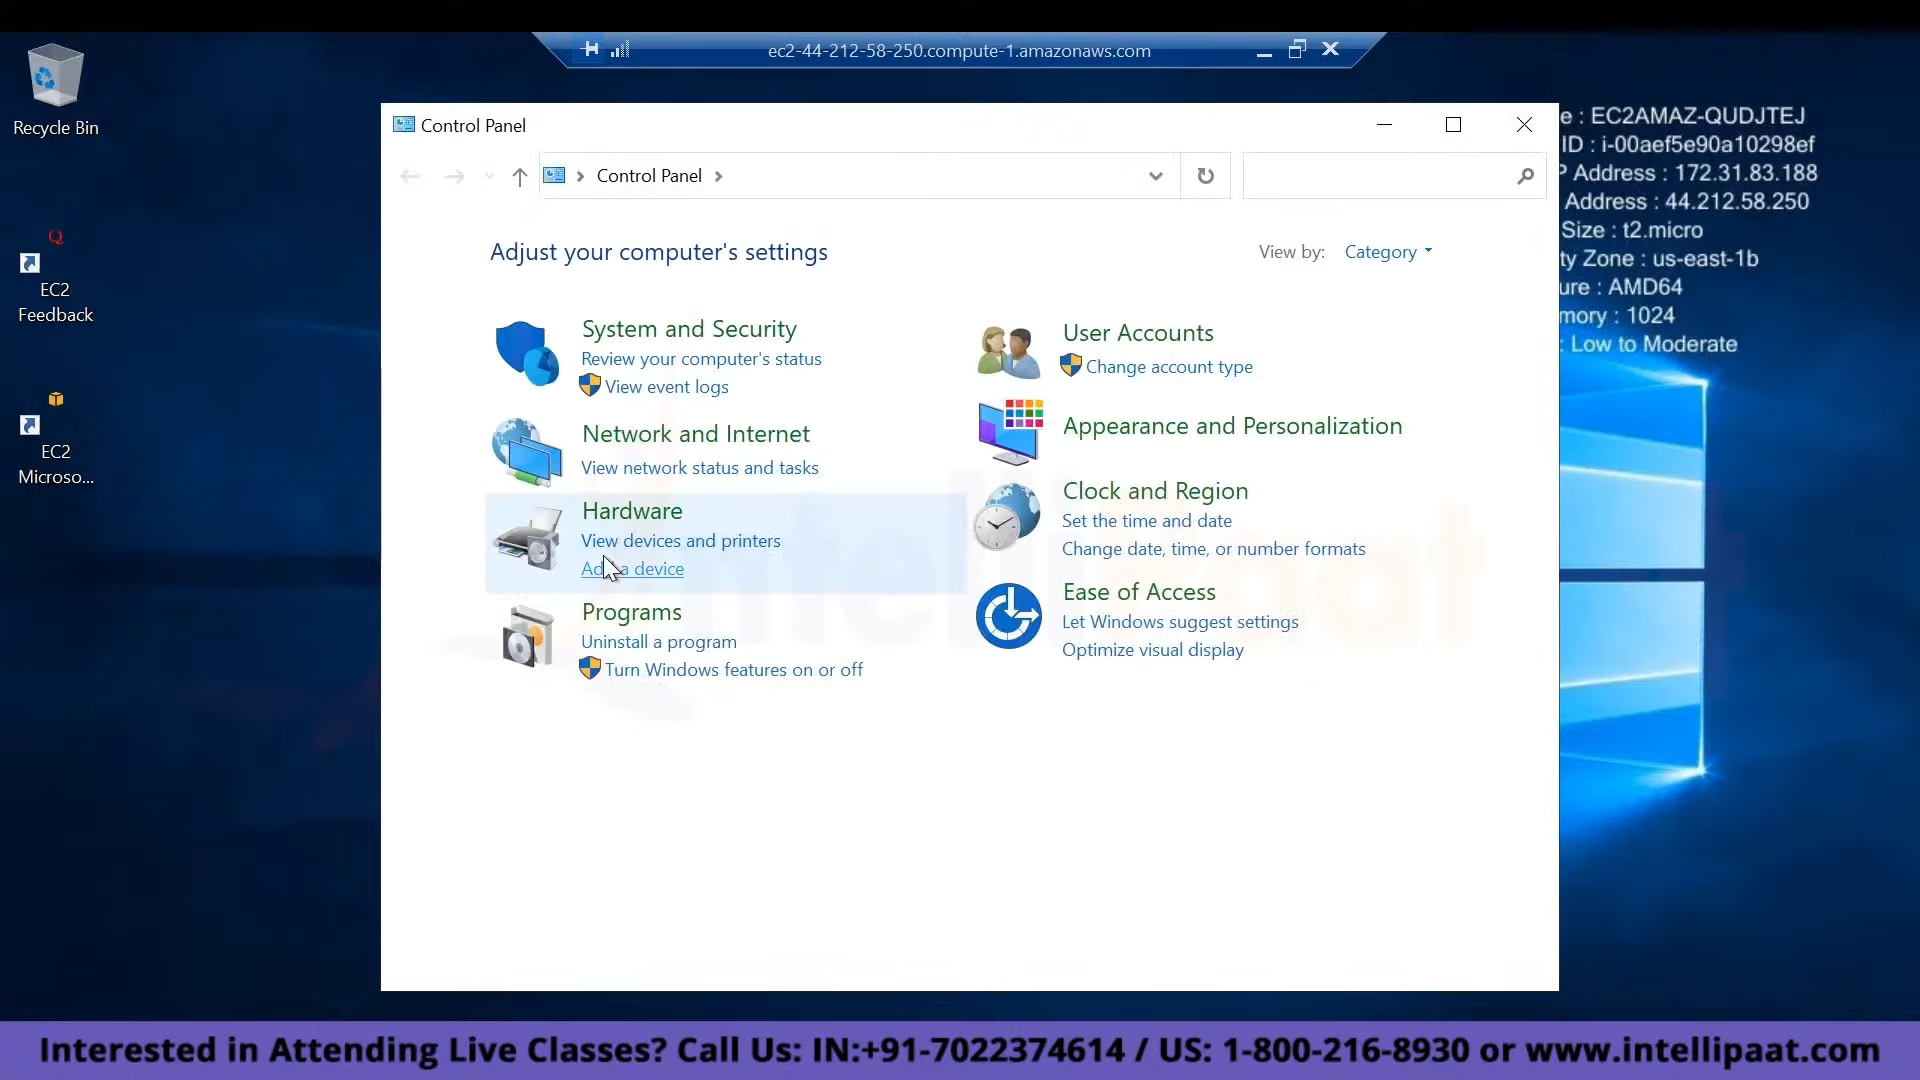 ec2-44-212-58-250.compute-1.amazonaws.com
Recycle Bin
EC2
Feedback
EC2
Microso...
Control Panel
Control Panel
Adjust your computer's settings
View by: Category
System and Security
Review your computer's status
View event logs
Network and Internet
View network status and tasks
Hardware
View devices and printers
Add a device
Programs
Uninstall a program
Turn Windows features on or off
User Accounts
Change account type
Appearance and Personalization
Clock and Region
Set the time and date
Change date, time, or number formats
Ease of Access
Let Windows suggest settings
Optimize visual display
e : EC2AMAZ-QUDJTEJ
ID : i-00aef5e90a10298ef
Address : 172.31.83.188
Address : 44.212.58.250
Size : t2.micro
ty Zone : us-east-1b
ure : AMD64
mory : 1024
: Low to Moderate
Interested in Attending Live Classes? Call Us: IN:+91-7022374614 / US: 1-800-216-8930 or www.intellipaat.com